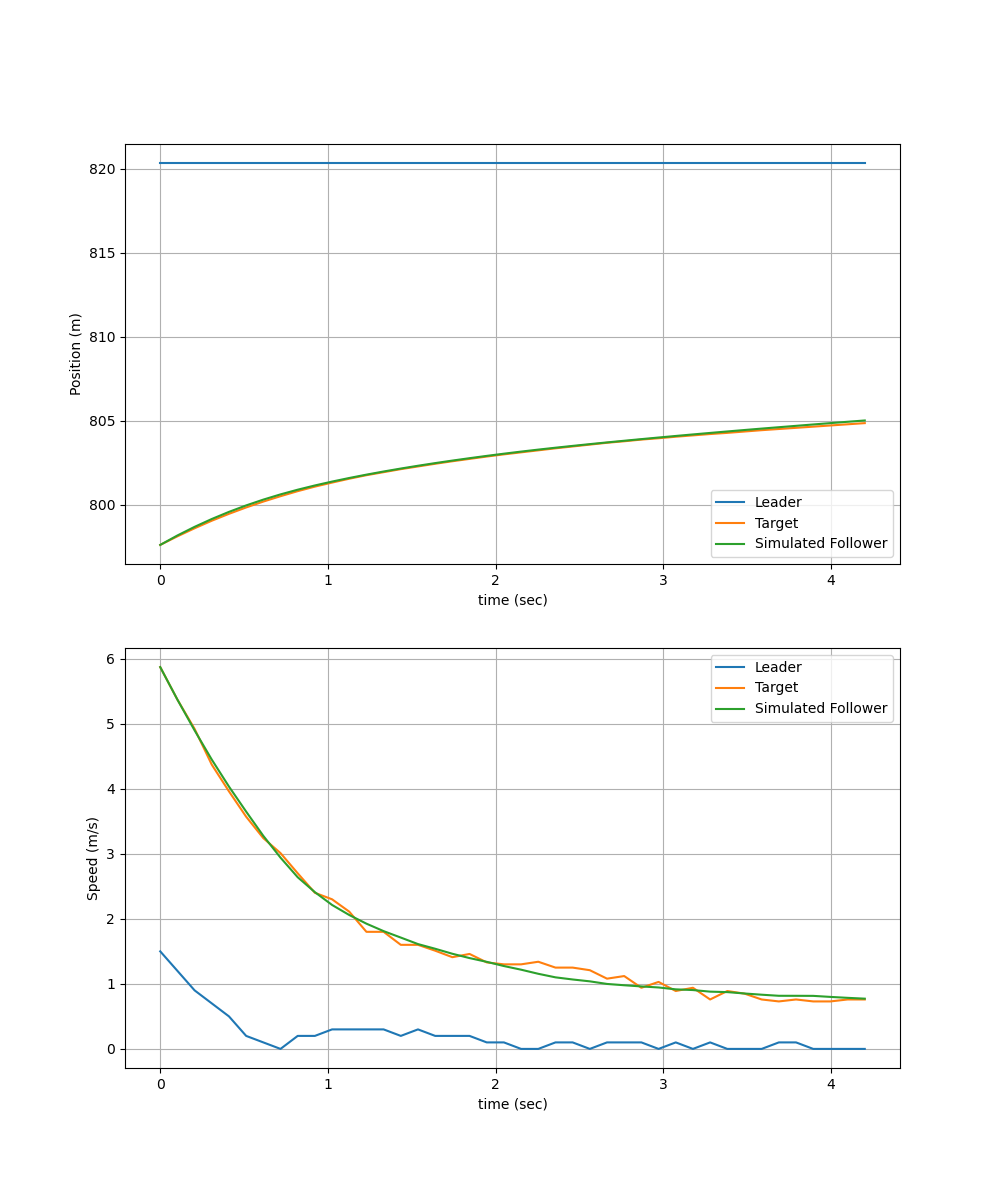 820
815
810
805
800
Position (m)
Leader
Target
Simulated Follower
0 1 2 3 4
time (sec)
6
5
4
3
2
1
0
Speed (m/s)
Leader
Target
Simulated Follower
0 1 2 3 4
time (sec)